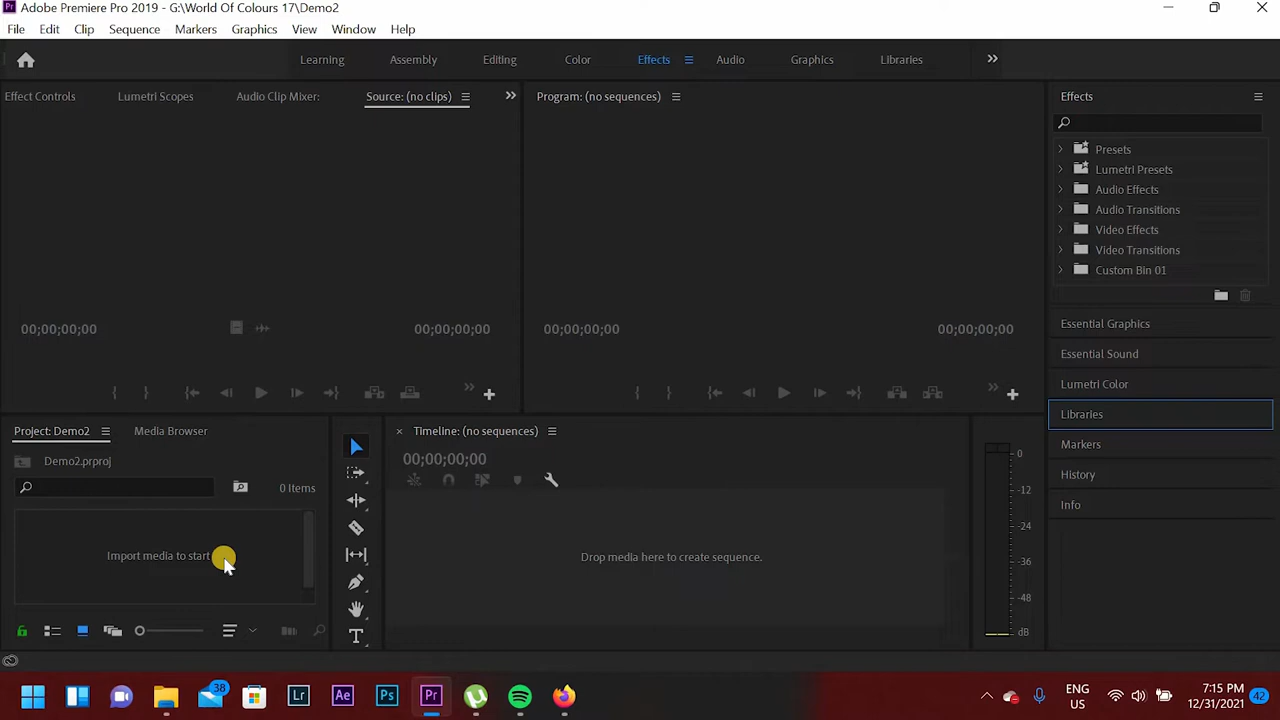 Pr Adobe Premiere Pro 2019 - G:\World Of Colours 17\Demo2
File Edit Clip Sequence Markers Graphics View Window Help
Learning Assembly Editing Color Effects Audio Graphics Libraries
Effect Controls Lumetri Scopes Audio Clip Mixer: Source: (no clips) Program: (no sequences) Effects
Presets
Lumetri Presets
Audio Effects
Audio Transitions
Video Effects
Video Transitions
Custom Bin 01
00;00;00;00 00;00;00;00 00;00;00;00 00;00;00;00
Essential Graphics
Essential Sound
Lumetri Color
Libraries
Markers
History
Info
Project: Demo2 Media Browser
Demo2.prproj
0 Items
Import media to start
Timeline: (no sequences)
00;00;00;00
Drop media here to create sequence.
T
0
-12
-24
-36
-48
dB
38 Lr Ae Ps Pr
ENG
US
7:15 PM
12/31/2021
42